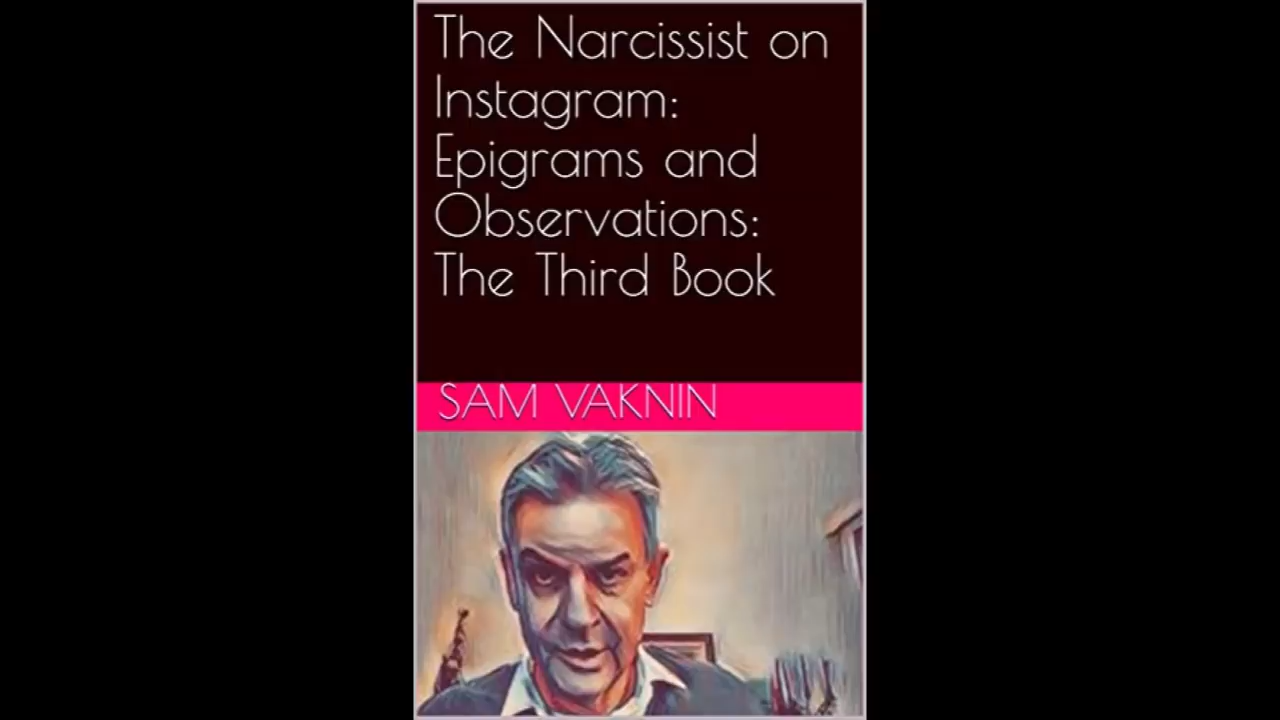 The Narcissist on
Instagram:
Epigrams and
Observations:
The Third Book
SAM VAKNIN